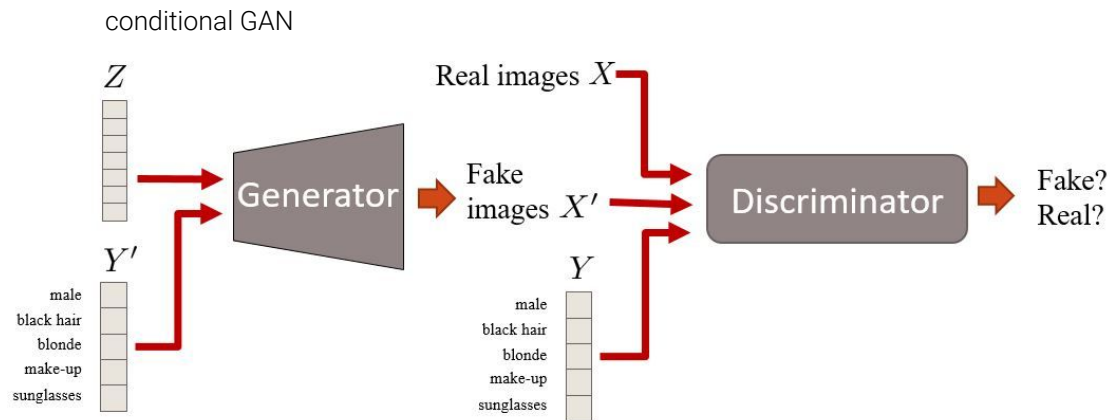 conditional GAN
Z
Y′
male
black hair
blonde
make-up
sunglasses
Generator
Fake
images X′
Real images X
Y
male
black hair
blonde
make-up
sunglasses
Discriminator
Fake?
Real?